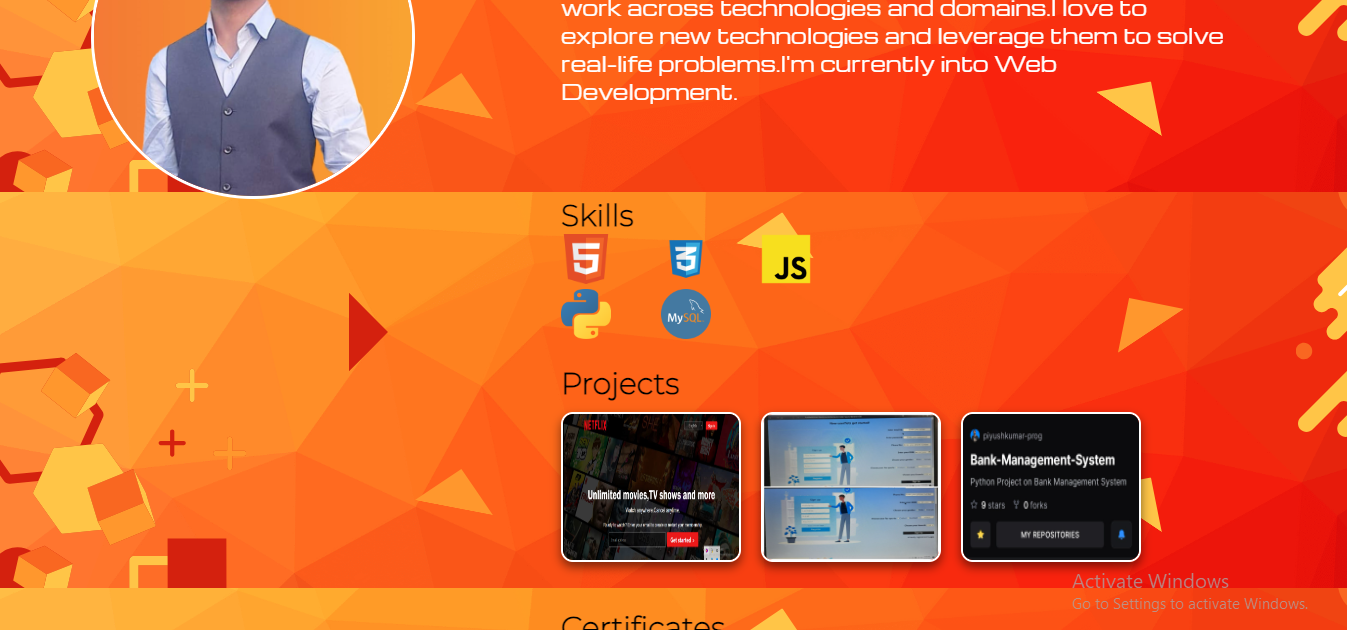 work across technologies and domains.I love to
explore new technologies and leverage them to solve
real-life problems.I'm currently into Web
Development.
Skills
5
3
JS
MySQL
Projects
NETFLIX
Unlimited movies,TV shows and more
Watch anywhere.Cancel anytime.
Get started >
piyushkumar-prog
Bank-Management-System
Python Project on Bank Management System
9 stars 0 forks
MY REPOSITORIES
Activate Windows
Go to Settings to activate Windows.
Certificates